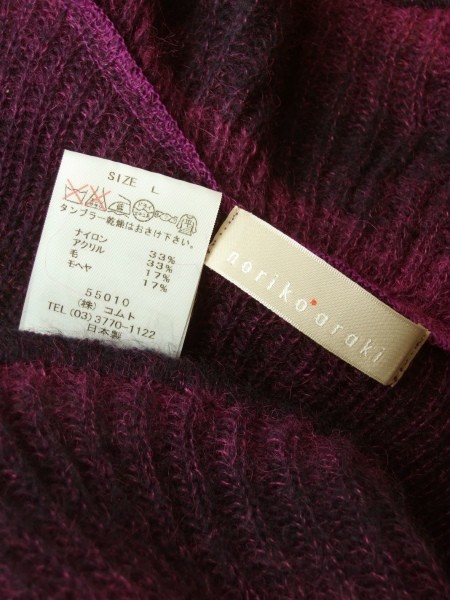 SIZE L
タンブラー乾燥はおさけ下さい。
ナイロン 33%
アクリル 33%
毛 17%
モヘヤ 17%
55010
(株) コムト
TEL (03) 3770-1122
日本製
noriko araki